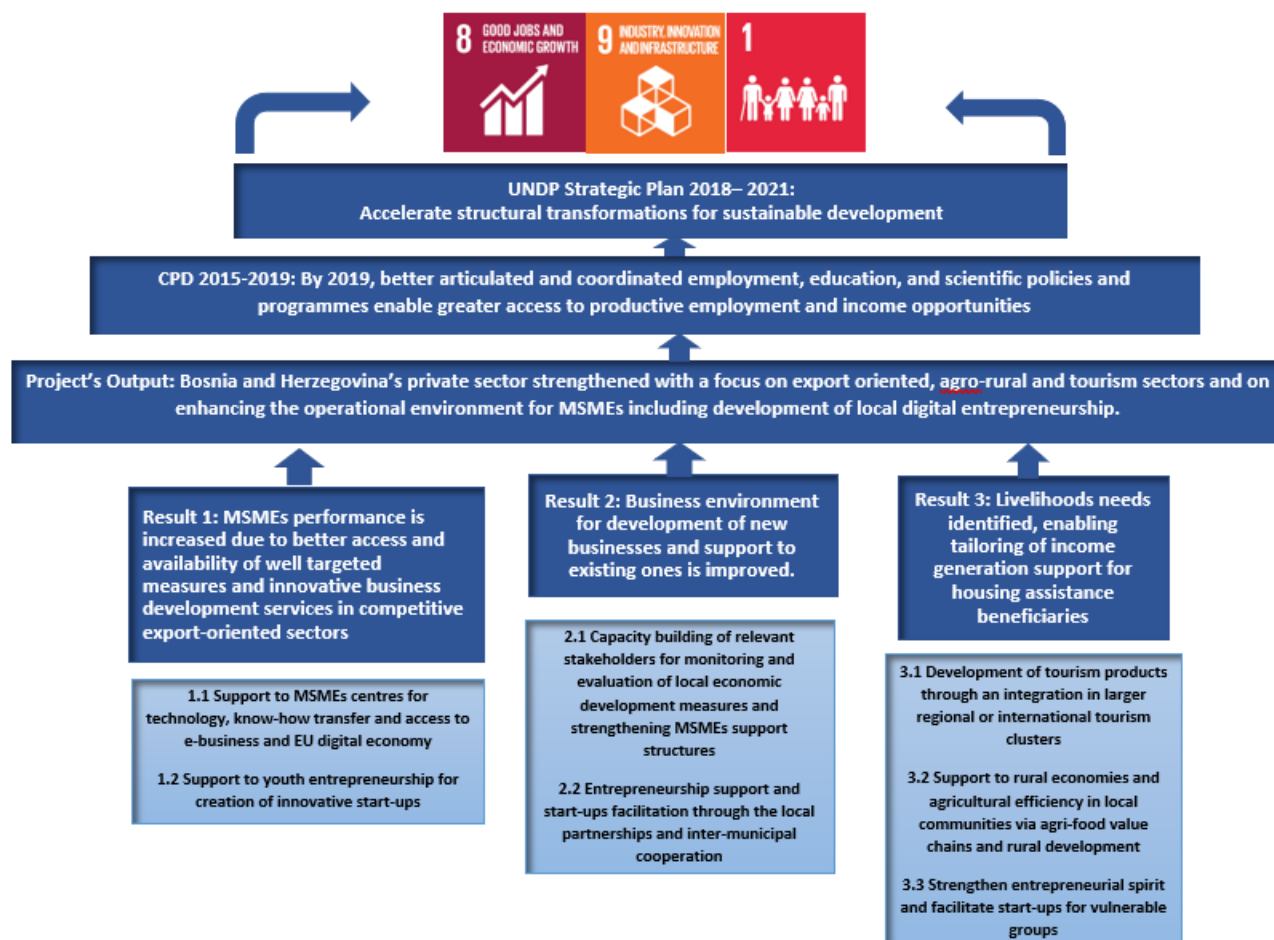 8 GOOD JOBS AND
ECONOMIC GROWTH
9 INDUSTRY, INNOVATION
AND INFRASTRUCTURE
1
UNDP Strategic Plan 2018– 2021:
Accelerate structural transformations for sustainable development
CPD 2015-2019: By 2019, better articulated and coordinated employment, education, and scientific policies and
programmes enable greater access to productive employment and income opportunities
Project's Output: Bosnia and Herzegovina's private sector strengthened with a focus on export oriented, agro-rural and tourism sectors and on
enhancing the operational environment for MSMEs including development of local digital entrepreneurship.
Result 1: MSMEs performance is
increased due to better access and
availability of well targeted
measures and innovative business
development services in competitive
export-oriented sectors
1.1 Support to MSMEs centres for
technology, know-how transfer and access to
e-business and EU digital economy
1.2 Support to youth entrepreneurship for
creation of innovative start-ups
Result 2: Business environment
for development of new
businesses and support to
existing ones is improved.
2.1 Capacity building of relevant
stakeholders for monitoring and
evaluation of local economic
development measures and
strengthening MSMEs support
structures
2.2 Entrepreneurship support and
start-ups facilitation through the local
partnerships and inter-municipal
cooperation
Result 3: Livelihoods needs
identified, enabling
tailoring of income
generation support for
housing assistance
beneficiaries
3.1 Development of tourism products
through an integration in larger
regional or international tourism
clusters
3.2 Support to rural economies and
agricultural efficiency in local
communities via agri-food value
chains and rural development
3.3 Strengthen entrepreneurial spirit
and facilitate start-ups for vulnerable
groups